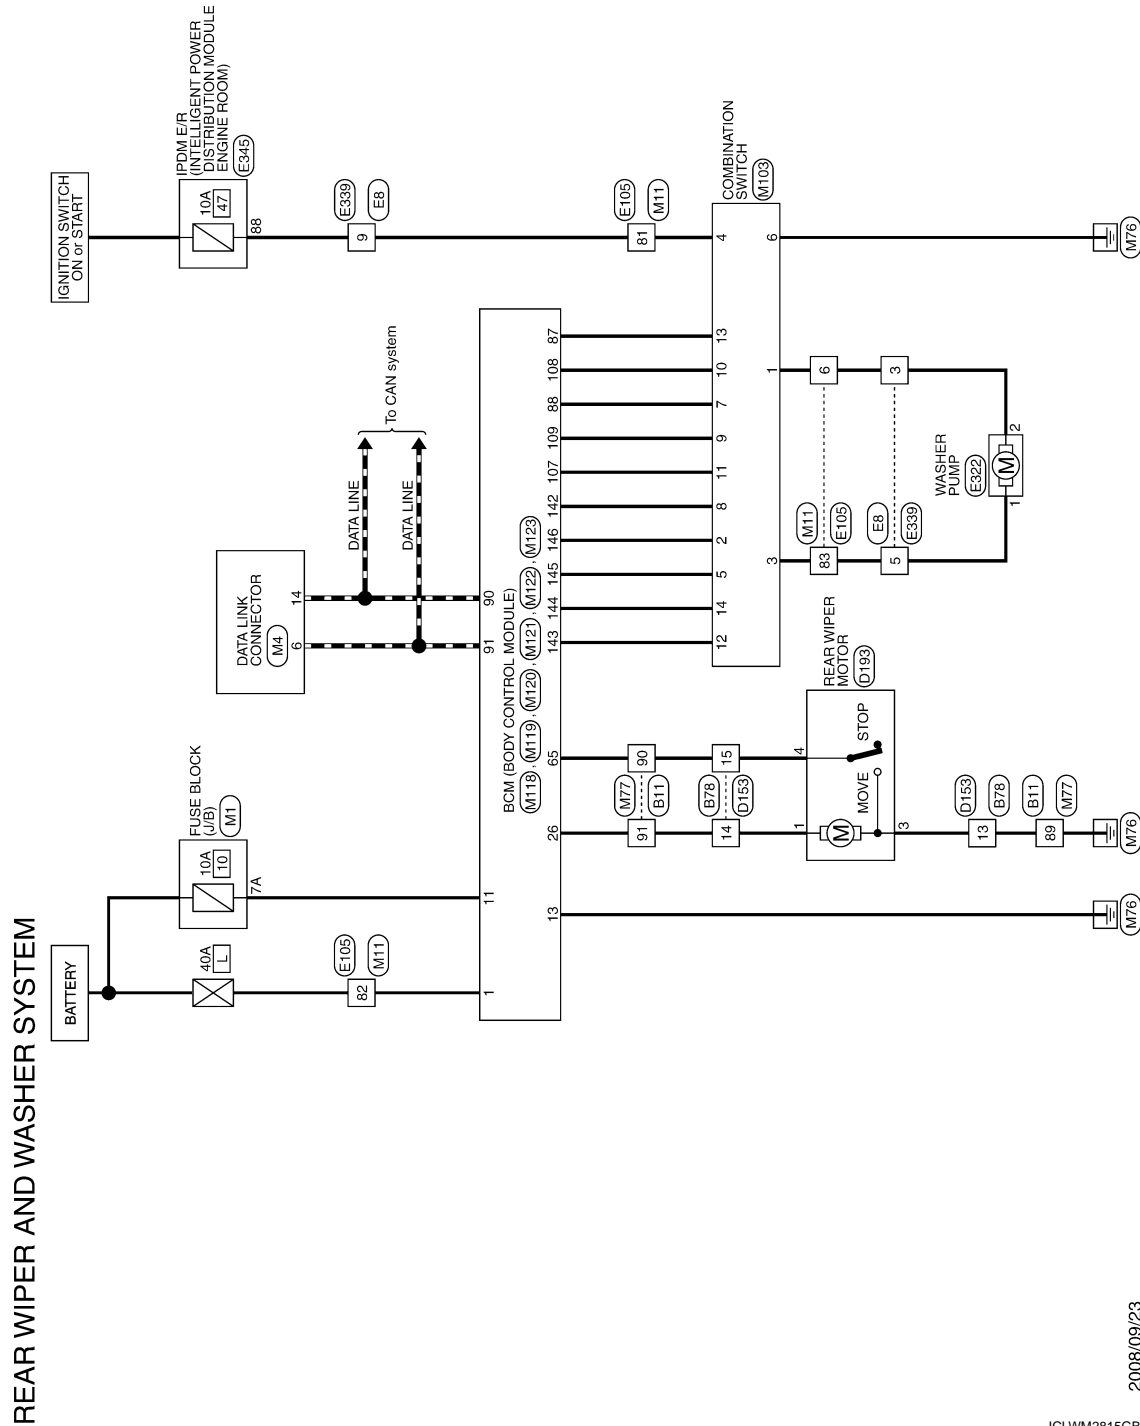 REAR WIPER AND WASHER SYSTEM
BATTERY
IGNITION SWITCH
ON or START
40A
L
FUSE BLOCK
(J/B)
M1
10A
10
7A
IPDM E/R
(INTELLIGENT POWER
DISTRIBUTION MODULE
ENGINE ROOM)
E345
10A
47
88
DATA LINK
CONNECTOR
M4
6
14
DATA LINE
DATA LINE
To CAN system
E105
82
M11
E339
9
E8
E105
81
M11
1
11
91
90
BCM (BODY CONTROL MODULE)
M118 , M119 , M120 , M121 , M122 , M123
13
26
65
143
144
145
146
142
107
109
88
108
87
12
14
5
2
8
11
9
7
10
13
4
COMBINATION
SWITCH
M103
3
1
6
M77
91
90
B11
B78
14
15
D153
REAR WIPER
MOTOR
D193
1
4
M
MOVE
STOP
3
M11
83
6
E105
E8
5
3
E339
WASHER
PUMP
E322
1
M
2
D153
13
B78
B11
89
M77
M76
M76
M76
2008/09/23
JCLWM2815GB